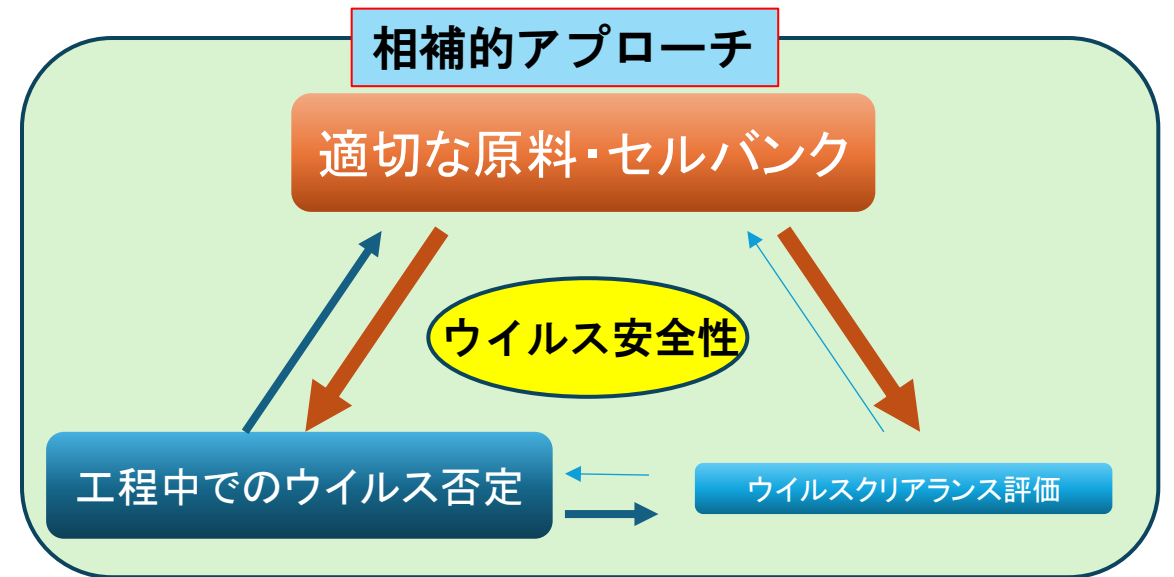 相補的アプローチ
適切な原料・セルバンク
ウイルス安全性
工程中でのウイルス否定
ウイルスクリアランス評価